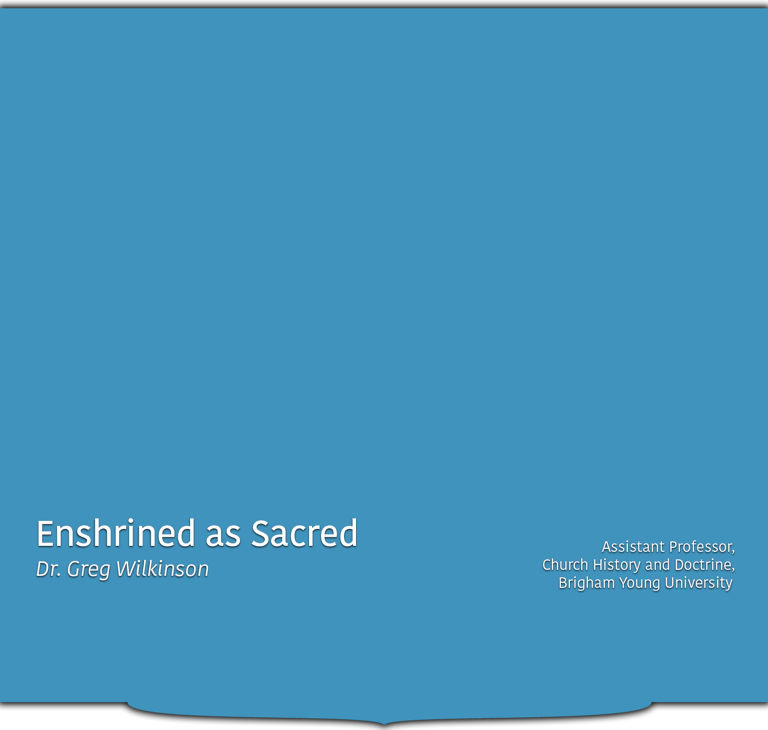 Enshrined as Sacred
Dr. Greg Wilkinson
Assistant Professor,
Church History and Doctrine,
Brigham Young University